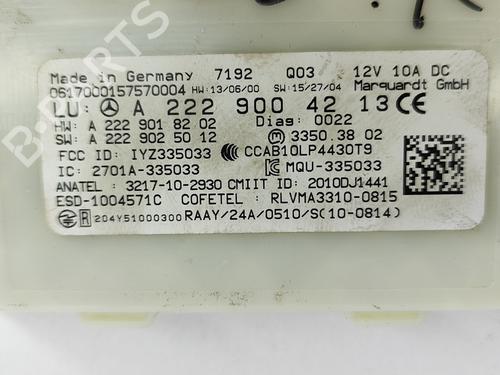 B-PARTS
Made in Germany 7192 Q03 12V 10A DC
0617000157570004 HW:13/06/00 SW:15/27/04 Marquardt GmbH
LU: A 222 900 42 13 CE
HW: A 222 901 82 02 Diag: 0022
SW: A 222 902 50 12 3350.38 02
FCC ID: IYZ335033 CCAB10LP4430T9
IC: 2701A-335033 MQU-335033
ANATEL : 3217-10-2930 CMIIT ID: 2010DJ1441
ESD-1004571C COFETEL : RLVMA3310-0815
R 204Y51000300 RAAY/24A/0510/S(10-0814)